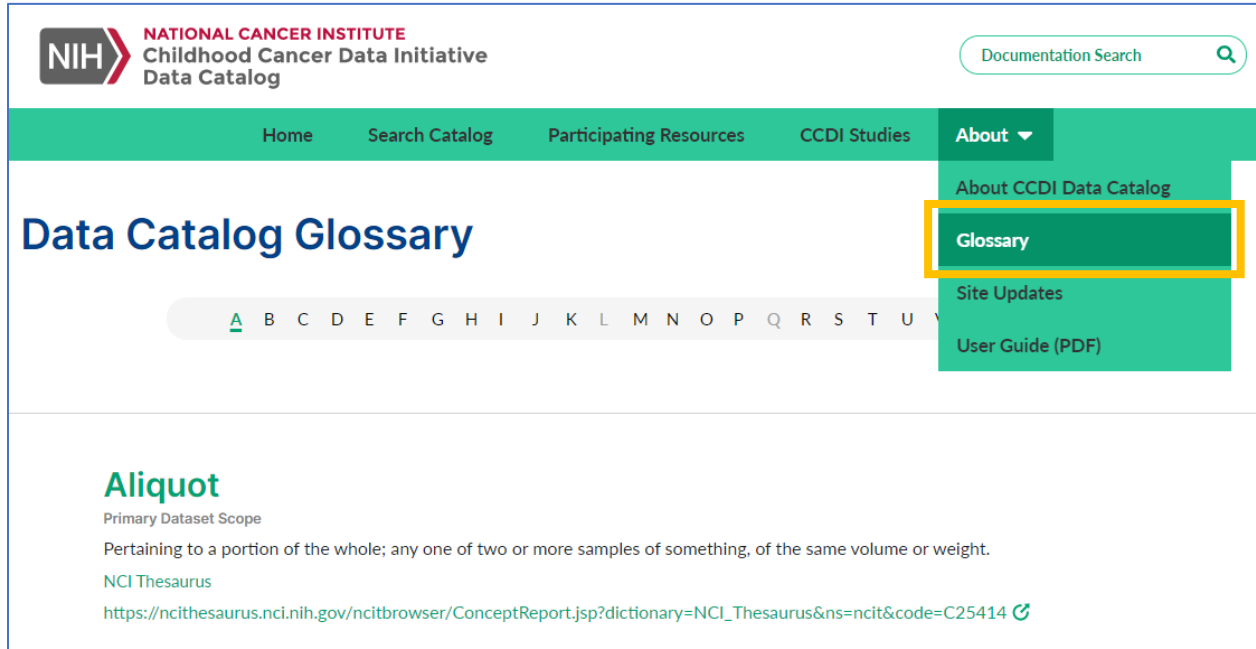 NIH
NATIONAL CANCER INSTITUTE
Childhood Cancer Data Initiative
Data Catalog
Documentation Search
Home Search Catalog Participating Resources CCDI Studies About
About CCDI Data Catalog
Glossary
Site Updates
User Guide (PDF)
Data Catalog Glossary
A B C D E F G H I J K L M N O P Q R S T U
Aliquot
Primary Dataset Scope
Pertaining to a portion of the whole; any one of two or more samples of something, of the same volume or weight.
NCI Thesaurus
https://ncithesaurus.nci.nih.gov/ncitbrowser/ConceptReport.jsp?dictionary=NCI_Thesaurus&ns=ncit&code=C25414